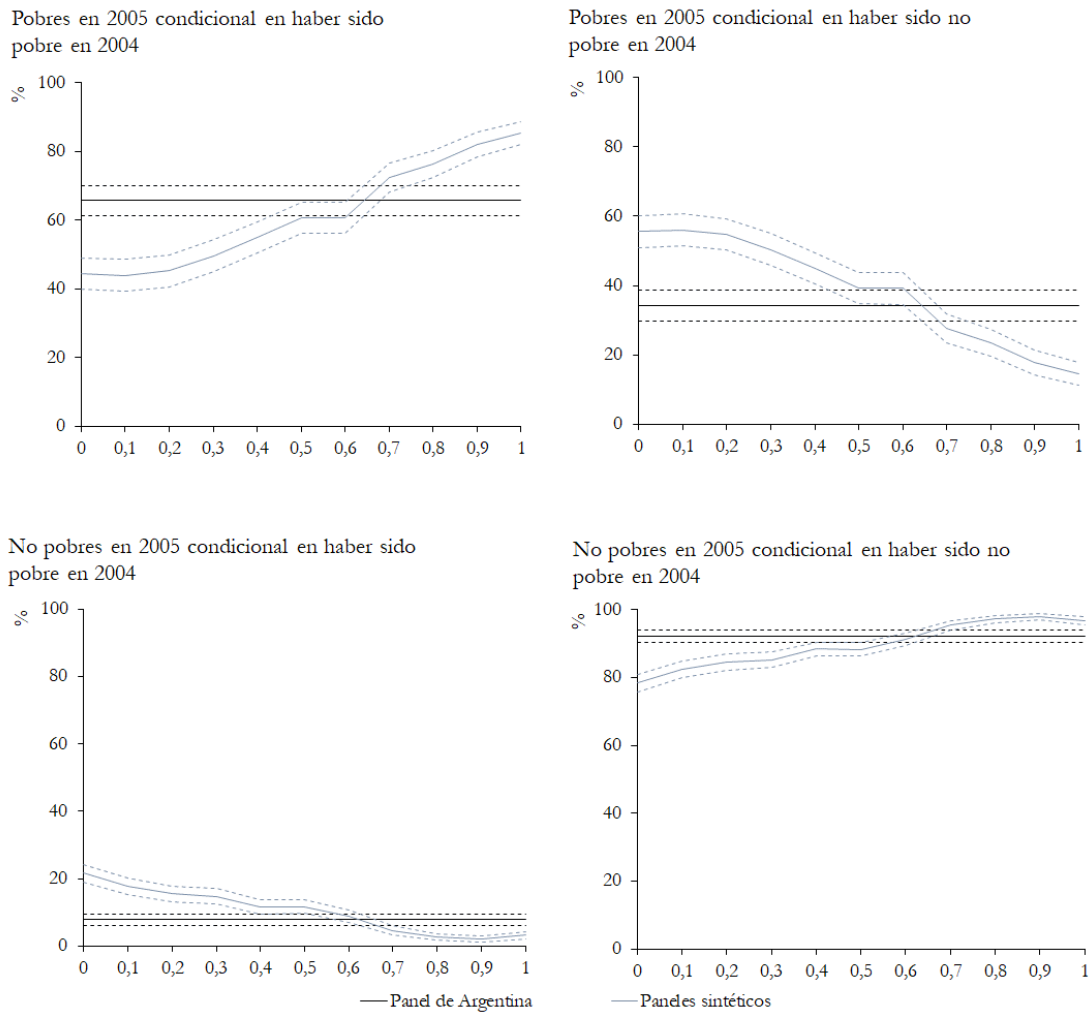 Pobres en 2005 condicional en haber sido
pobre en 2004
%
100
80
60
40
20
0
0 0,1 0,2 0,3 0,4 0,5 0,6 0,7 0,8 0,9 1
Pobres en 2005 condicional en haber sido no
pobre en 2004
%
100
80
60
40
20
0
0 0,1 0,2 0,3 0,4 0,5 0,6 0,7 0,8 0,9 1
No pobres en 2005 condicional en haber sido
pobre en 2004
%
100
80
60
40
20
0
0 0,1 0,2 0,3 0,4 0,5 0,6 0,7 0,8 0,9 1
No pobres en 2005 condicional en haber sido no
pobre en 2004
%
100
80
60
40
20
0
0 0,1 0,2 0,3 0,4 0,5 0,6 0,7 0,8 0,9 1
Panel de Argentina
Paneles sintéticos